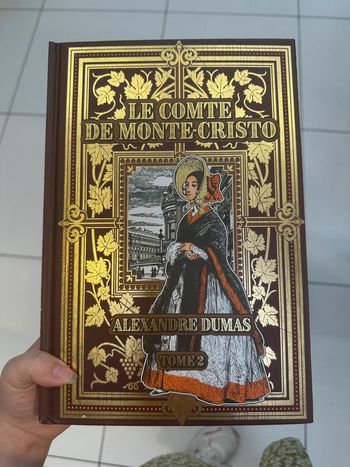 LE COMTE
DE MONTE-CRISTO
ALEXANDRE DUMAS
TOME 2